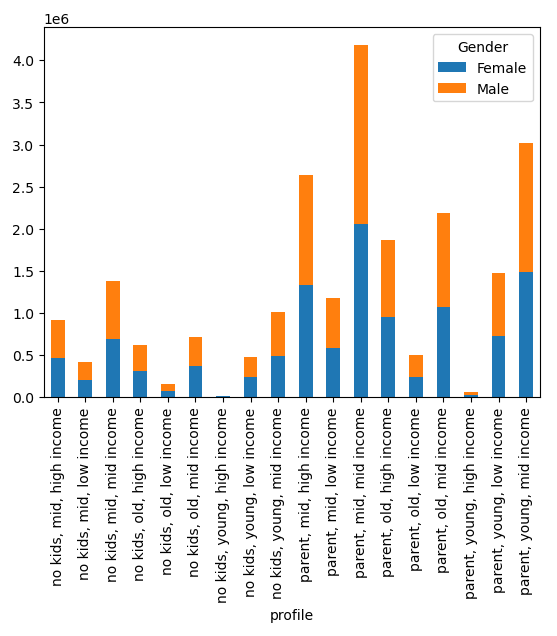 1e6
Gender
Female
Male
4.0
3.5
3.0
2.5
2.0
1.5
1.0
0.5
0.0
no kids, mid, high income
no kids, mid, low income
no kids, mid, mid income
no kids, old, high income
no kids, old, low income
no kids, old, mid income
no kids, young, high income
no kids, young, low income
no kids, young, mid income
parent, mid, high income
parent, mid, low income
parent, mid, mid income
parent, old, high income
parent, old, low income
parent, old, mid income
parent, young, high income
parent, young, low income
parent, young, mid income
profile